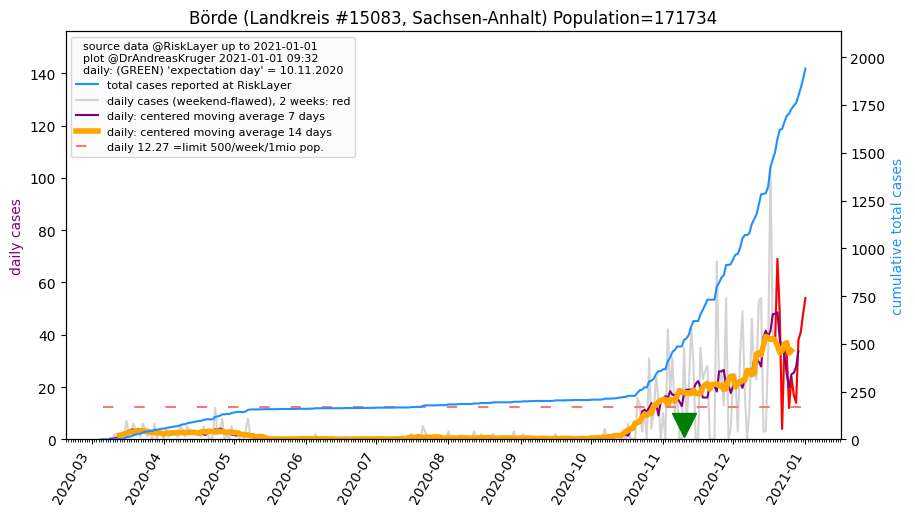 Börde (Landkreis #15083, Sachsen-Anhalt) Population=171734
source data @RiskLayer up to 2021-01-01
plot @DrAndreasKruger 2021-01-01 09:32
daily: (GREEN) 'expectation day' = 10.11.2020
total cases reported at RiskLayer
daily cases (weekend-flawed), 2 weeks: red
daily: centered moving average 7 days
daily: centered moving average 14 days
daily 12.27 =limit 500/week/1mio pop.
daily cases
140
120
100
80
60
40
20
0
2000
1750
1500
1250
1000
750
500
250
0
cumulative total cases
2020-03
2020-04
2020-05
2020-06
2020-07
2020-08
2020-09
2020-10
2020-11
2020-12
2021-01